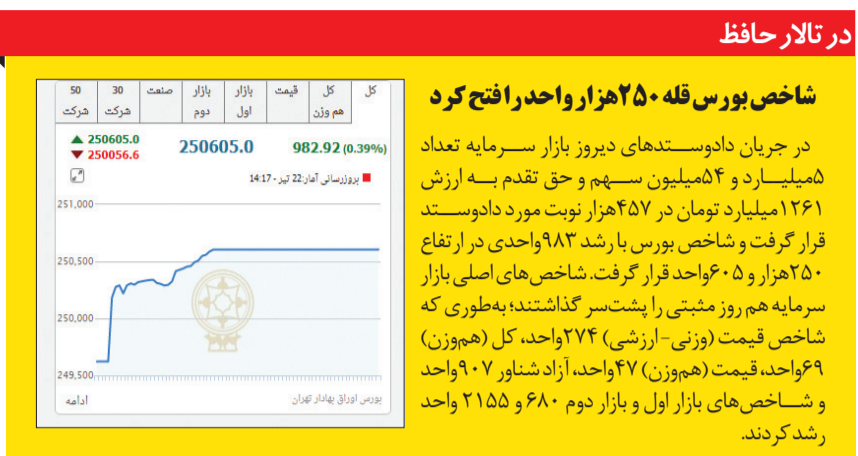 در تالار حافظ
شاخص بورس قله ۲۵۰هزار واحد را فتح کرد
در جریان دادوستدهای دیروز بازار سرمایه تعداد
۵میلیارد و ۵۴میلیون سهم و حق تقدم به ارزش
۱۲۶۱میلیارد تومان در ۴۵۷هزار نوبت مورد دادوستد
قرار گرفت و شاخص بورس با رشد ۹۸۳واحدی در ارتفاع
۲۵۰هزار و ۶۰۵واحد قرار گرفت. شاخص‌های اصلی بازار
سرمایه هم روز مثبتی را پشت‌سر گذاشتند؛ به‌طوری که
شاخص قیمت (وزنی-ارزشی) ۲۷۴واحد، کل (هم‌وزن)
۶۹واحد، قیمت (هم‌وزن) ۴۷واحد، آزاد شناور ۹۰۷واحد
و شاخص‌های بازار اول و بازار دوم ۶۸۰ و ۲۱۵۵ واحد
رشد کردند.
کل | کل هم وزن | قیمت | بازار اول | بازار دوم | صنعت | 30 شرکت | 50 شرکت
982.92 (0.39%) 250605.0 ▲ 250605.0
▼ 250056.6
بروزرسانی آمار:22 تیر - 14:17
251,000
250,500
250,000
249,500
بورس اوراق بهادار تهران ادامه